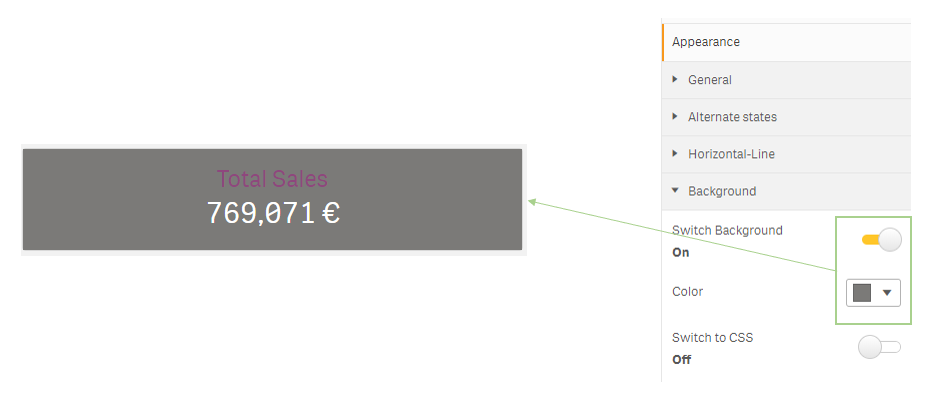 Total Sales
769,071 €
Appearance
General
Alternate states
Horizontal-Line
Background
Switch Background
On
Color
Switch to CSS
Off